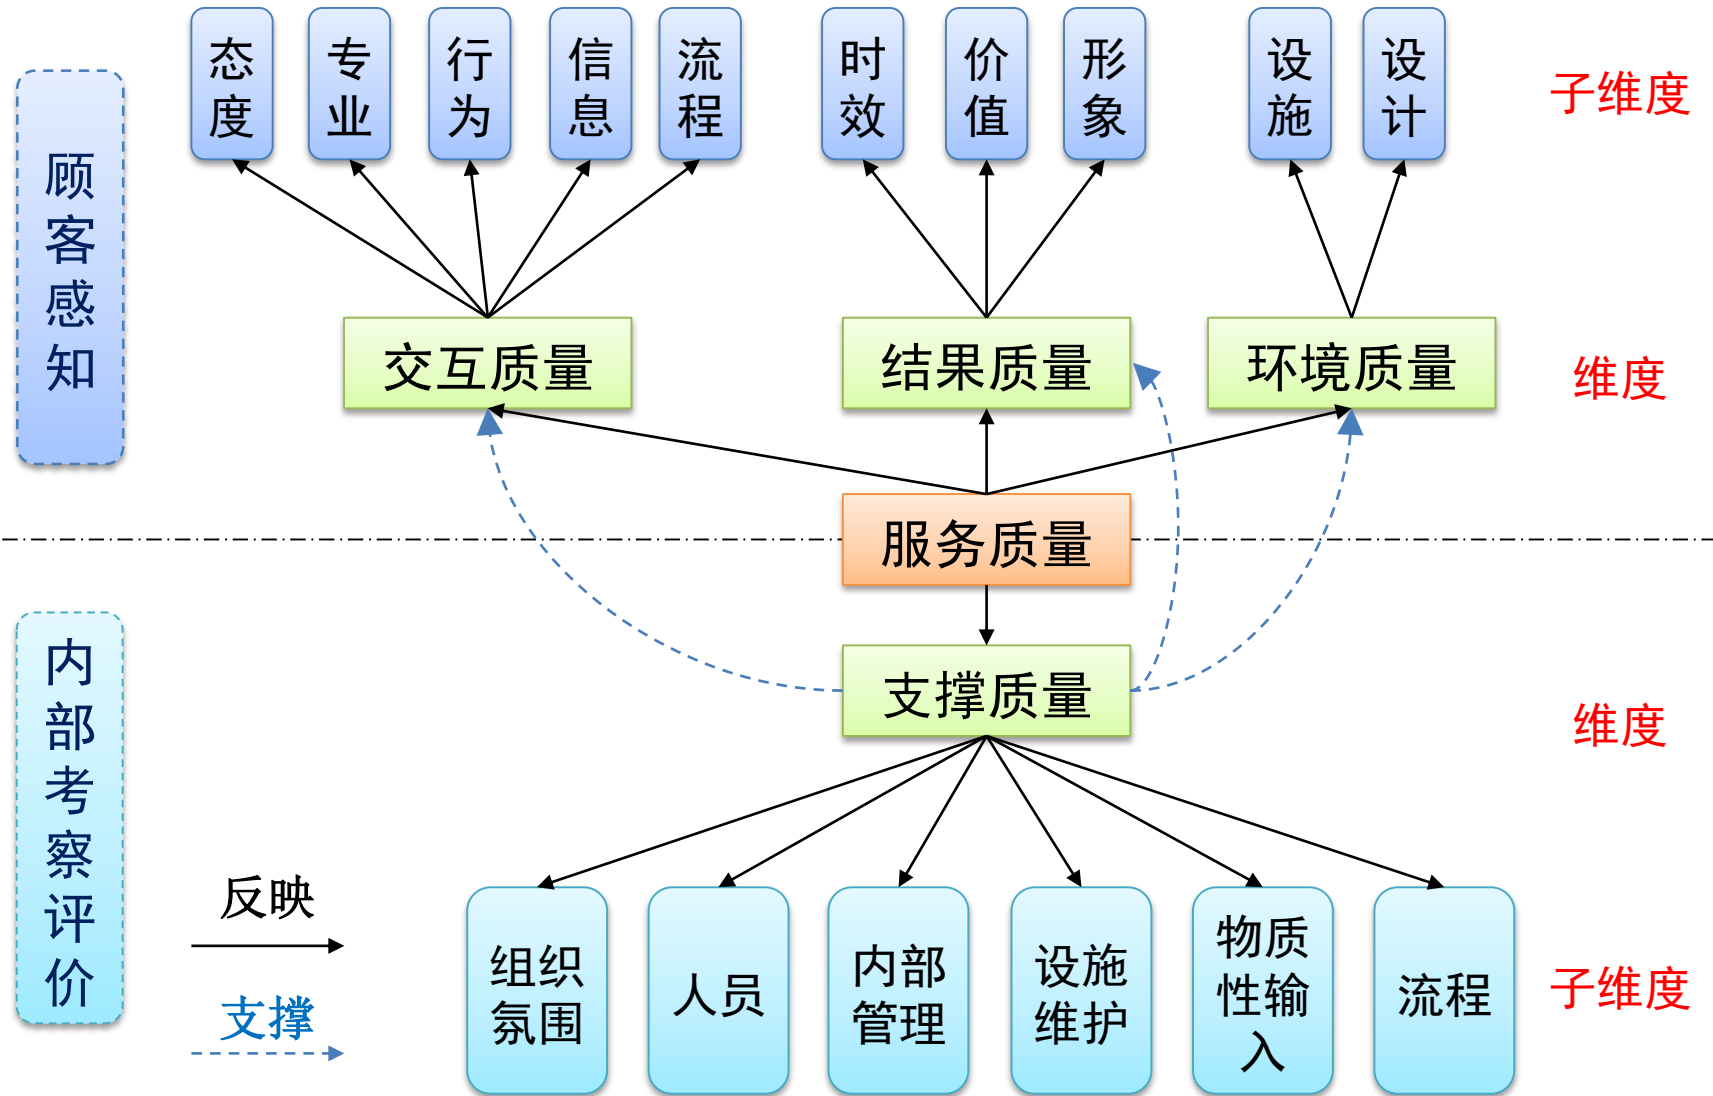 态度
专业
行为
信息
流程
时效
价值
形象
设施
设计
子维度
顾客感知
交互质量
结果质量
环境质量
维度
服务质量
内部考察评价
支撑质量
维度
反映
支撑
组织
氛围
人员
内部
管理
设施
维护
物质
性输
入
流程
子维度